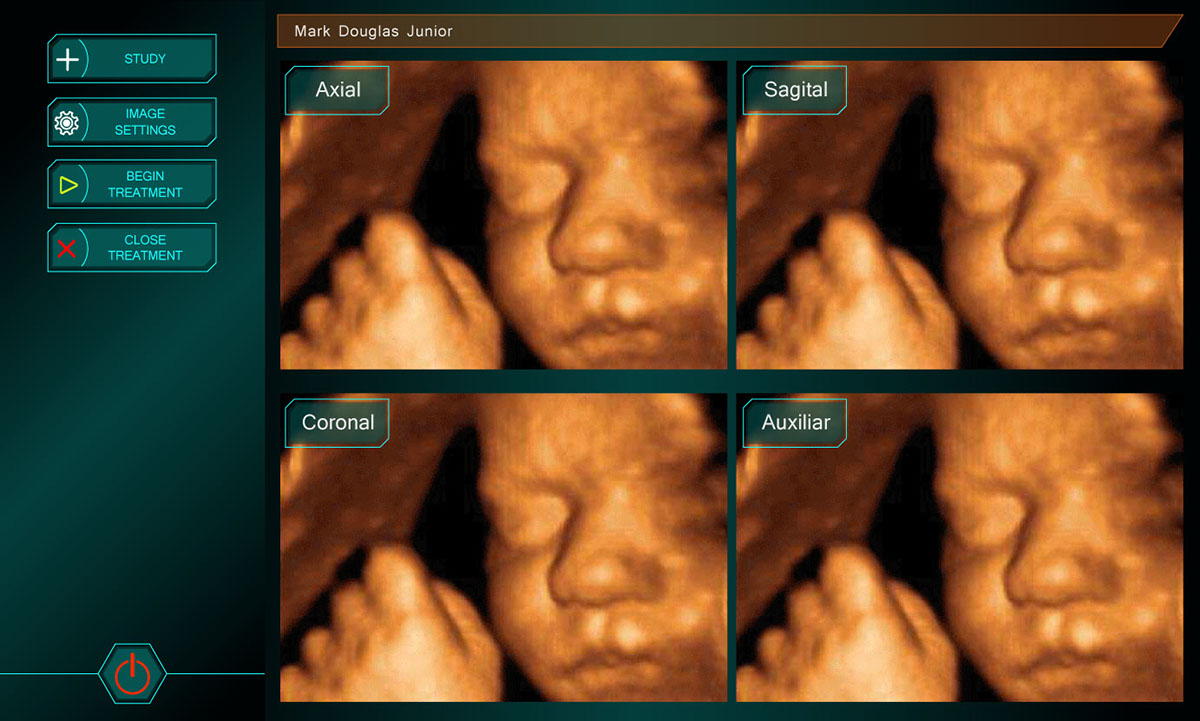 Mark Douglas Junior
STUDY
IMAGE
SETTINGS
BEGIN
TREATMENT
CLOSE
TREATMENT
Axial
Sagital
Coronal
Auxiliar